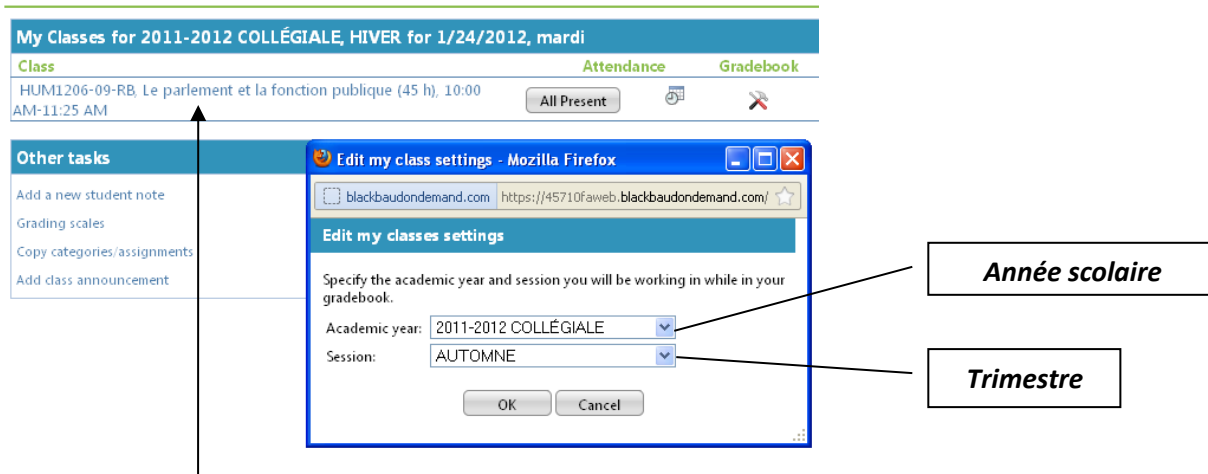 My Classes for 2011-2012 COLLÉGIALE, HIVER for 1/24/2012, mardi
Class Attendance Gradebook
HUM1206-09-RB, Le parlement et la fonction publique (45 h), 10:00
AM-11:25 AM
All Present
Other tasks
Add a new student note
Grading scales
Copy categories/assignments
Add class announcement
Edit my class settings - Mozilla Firefox
blackbaudondemand.com https://45710faweb.blackbaudondemand.com/
Edit my classes settings
Specify the academic year and session you will be working in while in your
gradebook.
Academic year: 2011-2012 COLLÉGIALE
Session: AUTOMNE
OK Cancel
Année scolaire
Trimestre